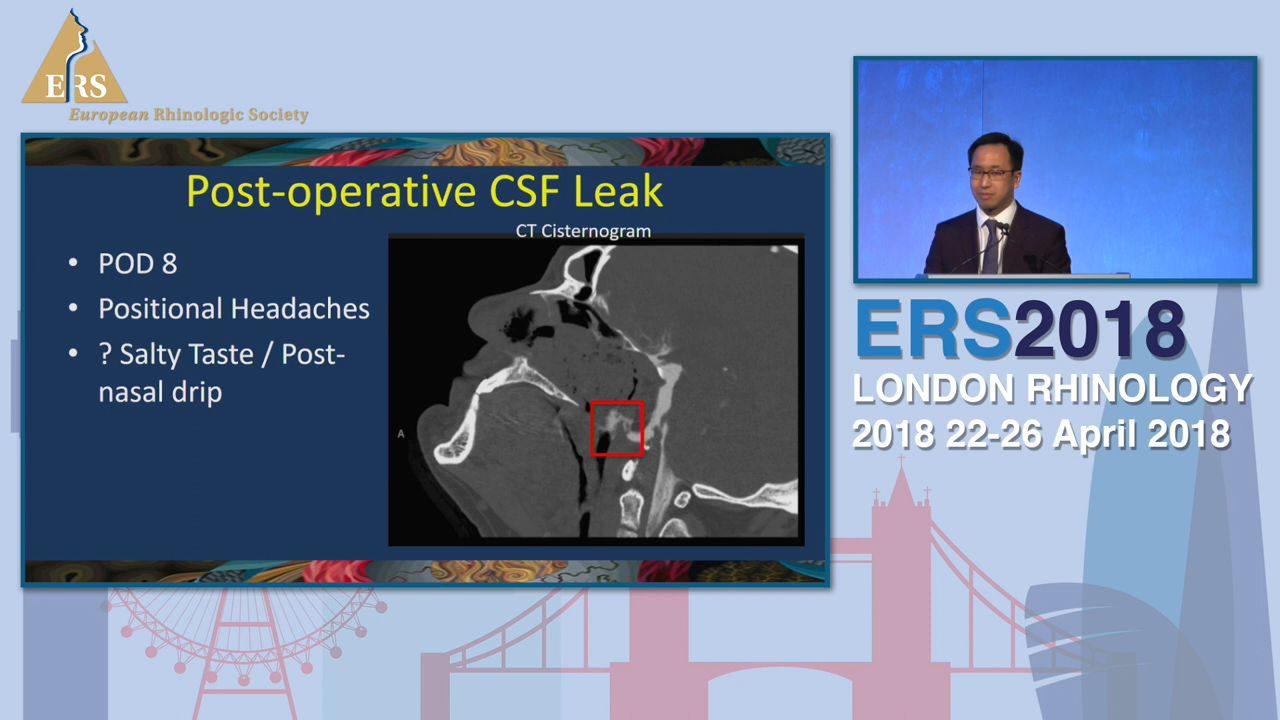 ERS
European Rhinologic Society
Post-operative CSF Leak
CT Cisternogram
• POD 8
• Positional Headaches
• ? Salty Taste / Post-
nasal drip
A
ERS2018
LONDON RHINOLOGY
2018 22-26 April 2018